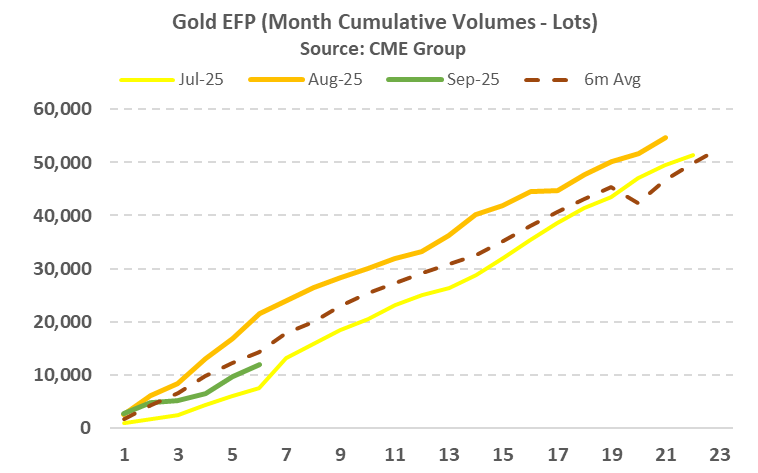 Gold EFP (Month Cumulative Volumes - Lots)
Source: CME Group
Jul-25 Aug-25 Sep-25 6m Avg
60,000
50,000
40,000
30,000
20,000
10,000
0
1 3 5 7 9 11 13 15 17 19 21 23